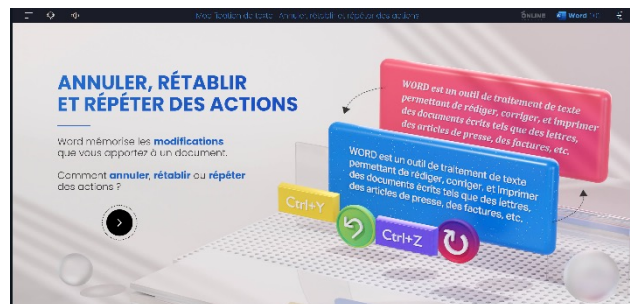 Modification de texte : Annuler, rétablir et répéter des actions
ONLINE
Word
ANNULER, RÉTABLIR
ET RÉPÉTER DES ACTIONS
Word mémorise les modifications
que vous apportez à un document.
Comment annuler, rétablir ou répéter
des actions ?
WORD est un outil de traitement de texte
permettant de rédiger, corriger, et imprimer
des documents écrits tels que des lettres,
des articles de presse, des factures, etc.
WORD est un outil de traitement de texte
permettant de rédiger, corriger, et imprimer
des documents écrits tels que des lettres,
des articles de presse, des factures, etc.
Ctrl+Y
Ctrl+Z